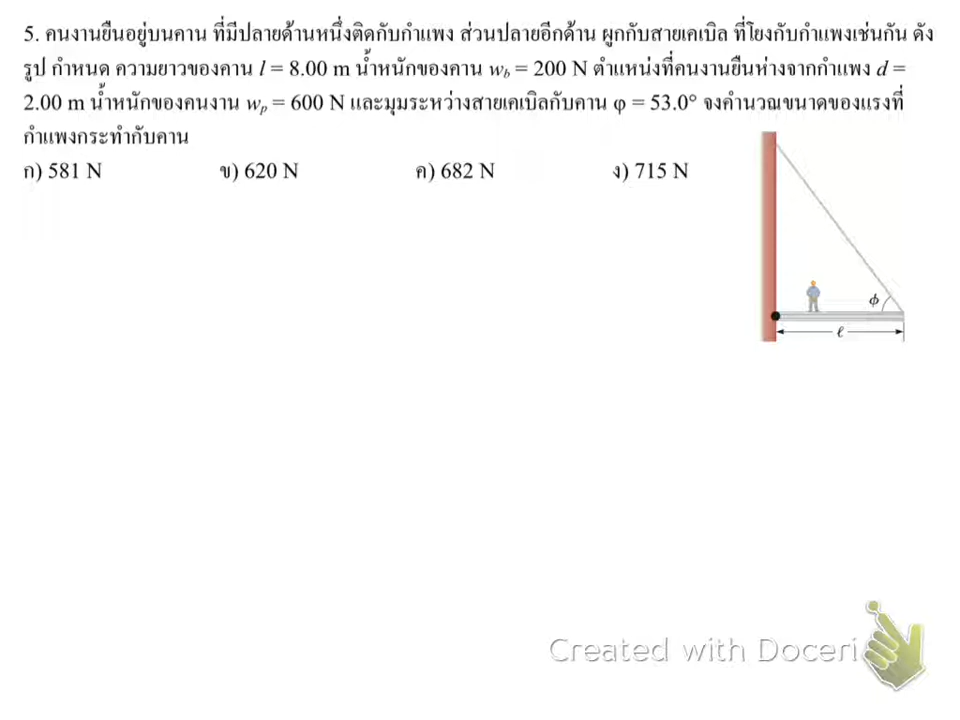 5. คนงานยืนอยู่บนคาน ที่มีปลายด้านหนึ่งติดกับกำแพง ส่วนปลายอีกด้าน ผูกกับสายเคเบิล ที่โยงกับกำแพงเช่นกัน ดัง
รูป กำหนด ความยาวของคาน l = 8.00 m น้ำหนักของคาน w_b = 200 N ตำแหน่งที่คนงานยืนห่างจากกำแพง d =
2.00 m น้ำหนักของคนงาน w_p = 600 N และมุมระหว่างสายเคเบิลกับคาน φ = 53.0° จงคำนวณขนาดของแรงที่
กำแพงกระทำกับคาน
ก) 581 N ข) 620 N ค) 682 N ง) 715 N
ϕ
ℓ
Created with Doceri